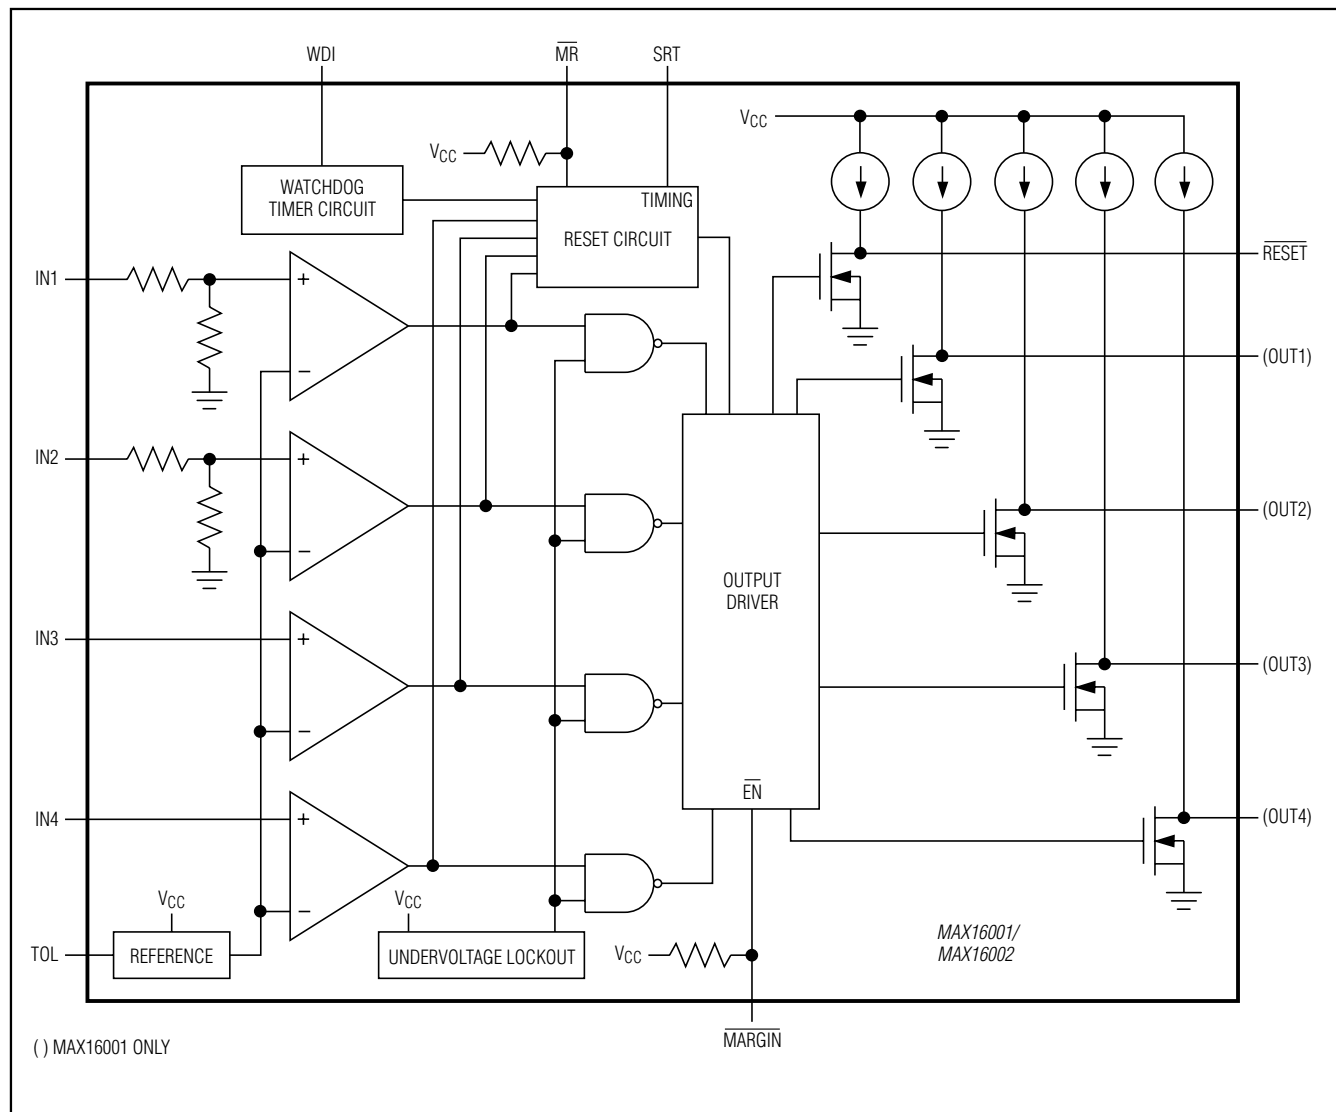 WDI
MR
SRT
VCC
VCC
WATCHDOG
TIMER CIRCUIT
TIMING
RESET CIRCUIT
IN1
+
−
RESET
(OUT1)
IN2
+
−
(OUT2)
OUTPUT
DRIVER
IN3
+
−
(OUT3)
EN
IN4
+
−
(OUT4)
VCC
VCC
TOL
REFERENCE
UNDERVOLTAGE LOCKOUT
VCC
MAX16001/
MAX16002
MARGIN
( ) MAX16001 ONLY